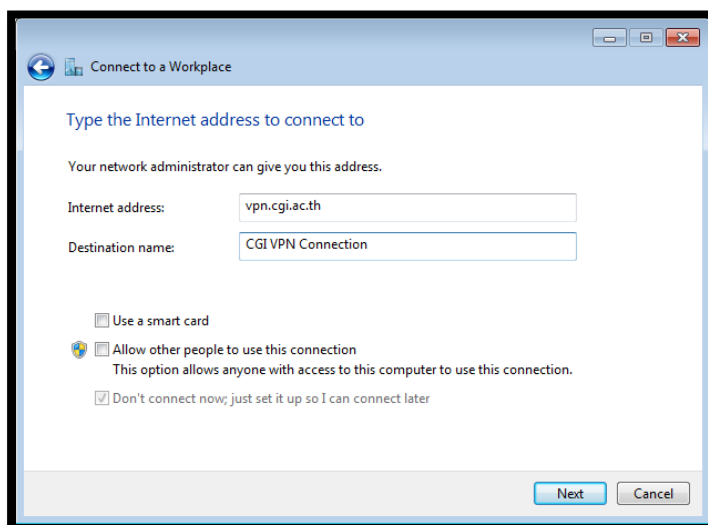 Connect to a Workplace
Type the Internet address to connect to
Your network administrator can give you this address.
Internet address: vpn.cgi.ac.th
Destination name: CGI VPN Connection
Use a smart card
Allow other people to use this connection
This option allows anyone with access to this computer to use this connection.
Don't connect now; just set it up so I can connect later
Next Cancel